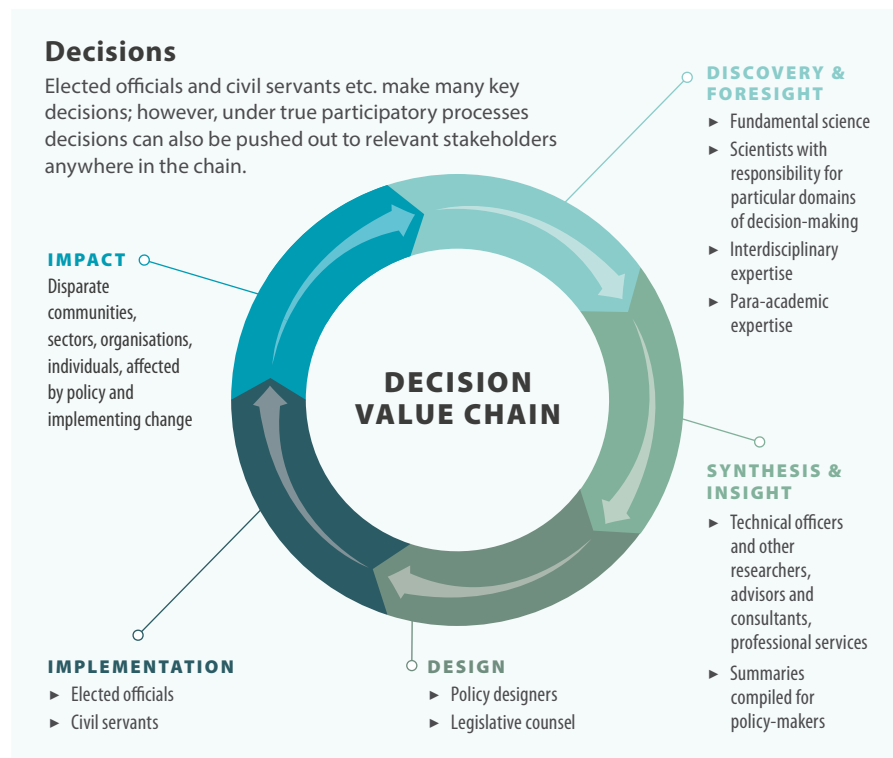 Decisions
Elected officials and civil servants etc. make many key
decisions; however, under true participatory processes
decisions can also be pushed out to relevant stakeholders
anywhere in the chain.
DISCOVERY &
FORESIGHT
► Fundamental science
► Scientists with
responsibility for
particular domains
of decision-making
► Interdisciplinary
expertise
► Para-academic
expertise
IMPACT
Disparate
communities,
sectors, organisations,
individuals, affected
by policy and
implementing change
DECISION
VALUE CHAIN
SYNTHESIS &
INSIGHT
► Technical officers
and other
researchers,
advisors and
consultants,
professional services
► Summaries
compiled for
policy-makers
IMPLEMENTATION
► Elected officials
► Civil servants
DESIGN
► Policy designers
► Legislative counsel